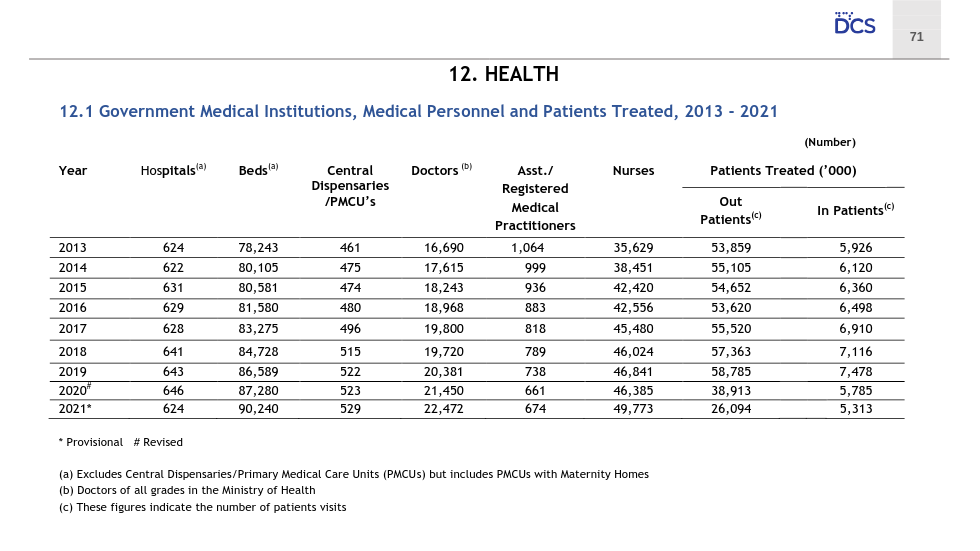 DCS
71
12. HEALTH
12.1 Government Medical Institutions, Medical Personnel and Patients Treated, 2013 - 2021
(Number)
Year Hospitals(a) Beds(a) Central Dispensaries /PMCU’s Doctors (b) Asst./ Registered Medical Practitioners Nurses Patients Treated (’000)
Out Patients(c) In Patients(c)
2013 624 78,243 461 16,690 1,064 35,629 53,859 5,926
2014 622 80,105 475 17,615 999 38,451 55,105 6,120
2015 631 80,581 474 18,243 936 42,420 54,652 6,360
2016 629 81,580 480 18,968 883 42,556 53,620 6,498
2017 628 83,275 496 19,800 818 45,480 55,520 6,910
2018 641 84,728 515 19,720 789 46,024 57,363 7,116
2019 643 86,589 522 20,381 738 46,841 58,785 7,478
2020# 646 87,280 523 21,450 661 46,385 38,913 5,785
2021* 624 90,240 529 22,472 674 49,773 26,094 5,313
* Provisional # Revised
(a) Excludes Central Dispensaries/Primary Medical Care Units (PMCUs) but includes PMCUs with Maternity Homes
(b) Doctors of all grades in the Ministry of Health
(c) These figures indicate the number of patients visits